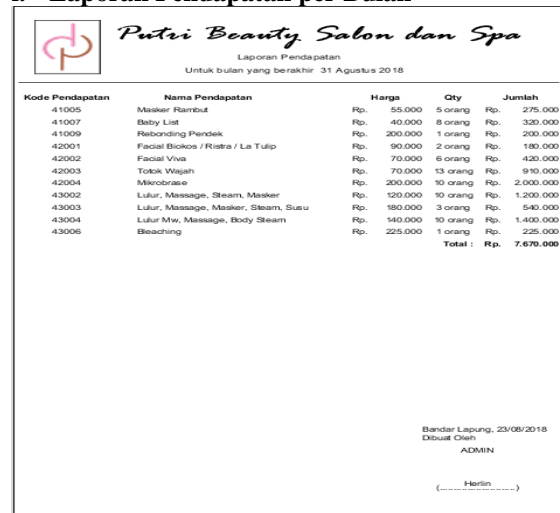 Laporan Pendapatan per Bulan
Putri Beauty Salon dan Spa
Laporan Pendapatan
Untuk bulan yang berakhir 31 Agustus 2018
Kode Pendapatan Nama Pendapatan Harga Qty Jumlah
41005 Masker Rambut Rp. 55.000 5 orang Rp. 275.000
41007 Baby List Rp. 40.000 8 orang Rp. 320.000
41009 Rebonding Pendek Rp. 200.000 1 orang Rp. 200.000
42001 Facial Biokos / Ristra / La Tulip Rp. 90.000 2 orang Rp. 180.000
42002 Facial Viva Rp. 70.000 6 orang Rp. 420.000
42003 Totok Wajah Rp. 70.000 13 orang Rp. 910.000
42004 Mikrobrase Rp. 200.000 10 orang Rp. 2.000.000
43002 Lulur, Massage, Steam, Masker Rp. 120.000 10 orang Rp. 1.200.000
43003 Lulur, Massage, Masker, Steam, Susu Rp. 180.000 3 orang Rp. 540.000
43004 Lulur Mw, Massage, Body Steam Rp. 140.000 10 orang Rp. 1.400.000
43006 Bleaching Rp. 225.000 1 orang Rp. 225.000
Total : Rp. 7.670.000
Bandar Lapung, 23/08/2018
Dibuat Oleh
ADMIN
Herlin
(............................)